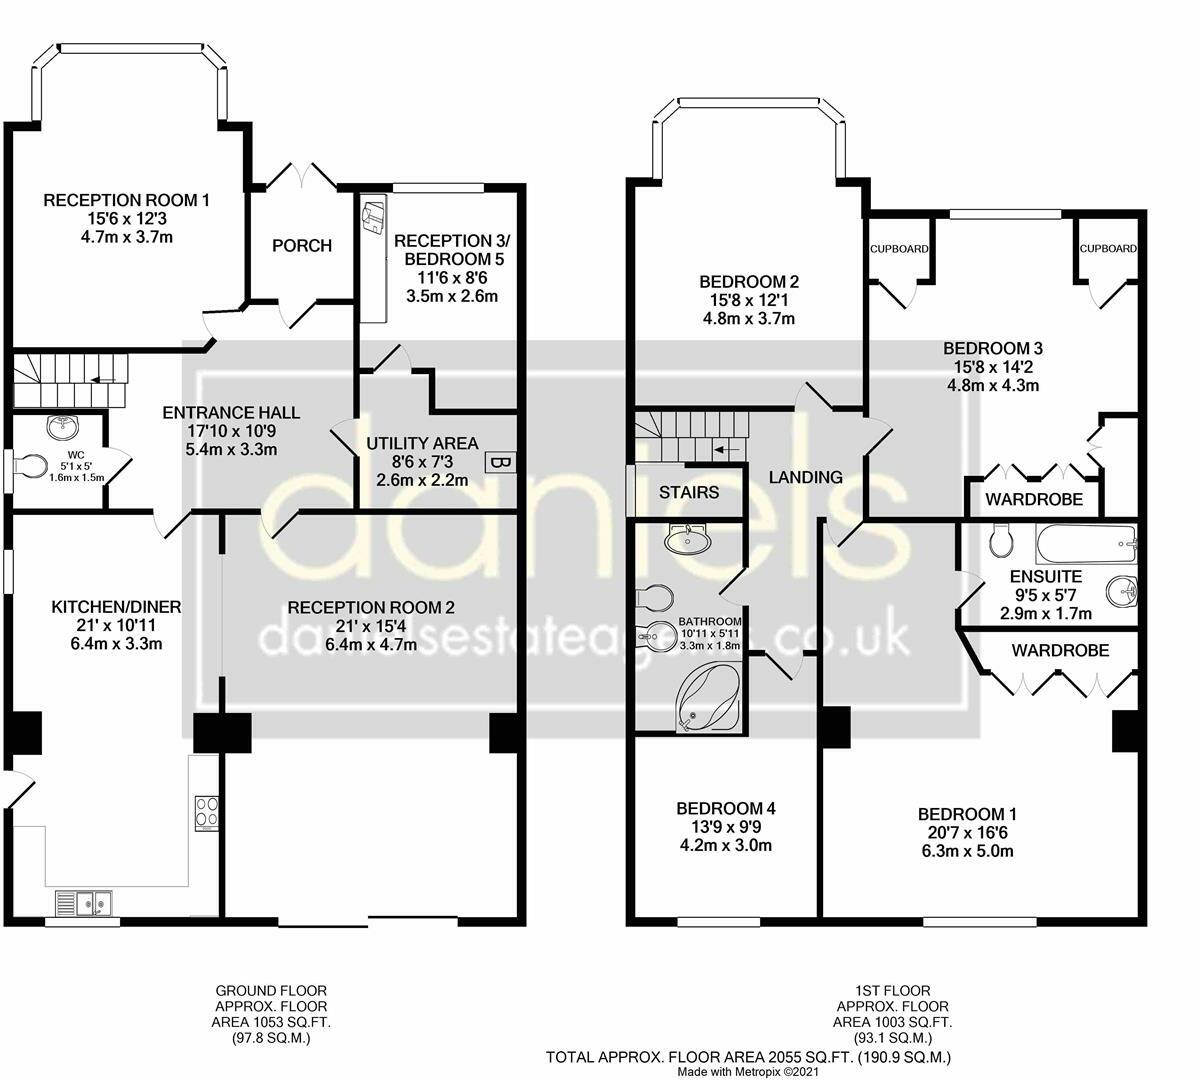 RECEPTION ROOM 1
15'6 x 12'3
4.7m x 3.7m
PORCH
RECEPTION 3/
BEDROOM 5
11'6 x 8'6
3.5m x 2.6m
ENTRANCE HALL
17'10 x 10'9
5.4m x 3.3m
WC
5'1 x 5'
1.6m x 1.5m
UTILITY AREA
8'6 x 7'3
2.6m x 2.2m
B
KITCHEN/DINER
21' x 10'11
6.4m x 3.3m
RECEPTION ROOM 2
21' x 15'4
6.4m x 4.7m
BEDROOM 2
15'8 x 12'1
4.8m x 3.7m
CUPBOARD
CUPBOARD
BEDROOM 3
15'8 x 14'2
4.8m x 4.3m
LANDING
STAIRS
WARDROBE
ENSUITE
9'5 x 5'7
2.9m x 1.7m
BATHROOM
10'11 x 5'11
3.3m x 1.8m
WARDROBE
BEDROOM 4
13'9 x 9'9
4.2m x 3.0m
BEDROOM 1
20'7 x 16'6
6.3m x 5.0m
daniels
danielsestateagents.co.uk
GROUND FLOOR
APPROX. FLOOR
AREA 1053 SQ.FT.
(97.8 SQ.M.)
1ST FLOOR
APPROX. FLOOR
AREA 1003 SQ.FT.
(93.1 SQ.M.)
TOTAL APPROX. FLOOR AREA 2055 SQ.FT. (190.9 SQ.M.)
Made with Metropix ©2021